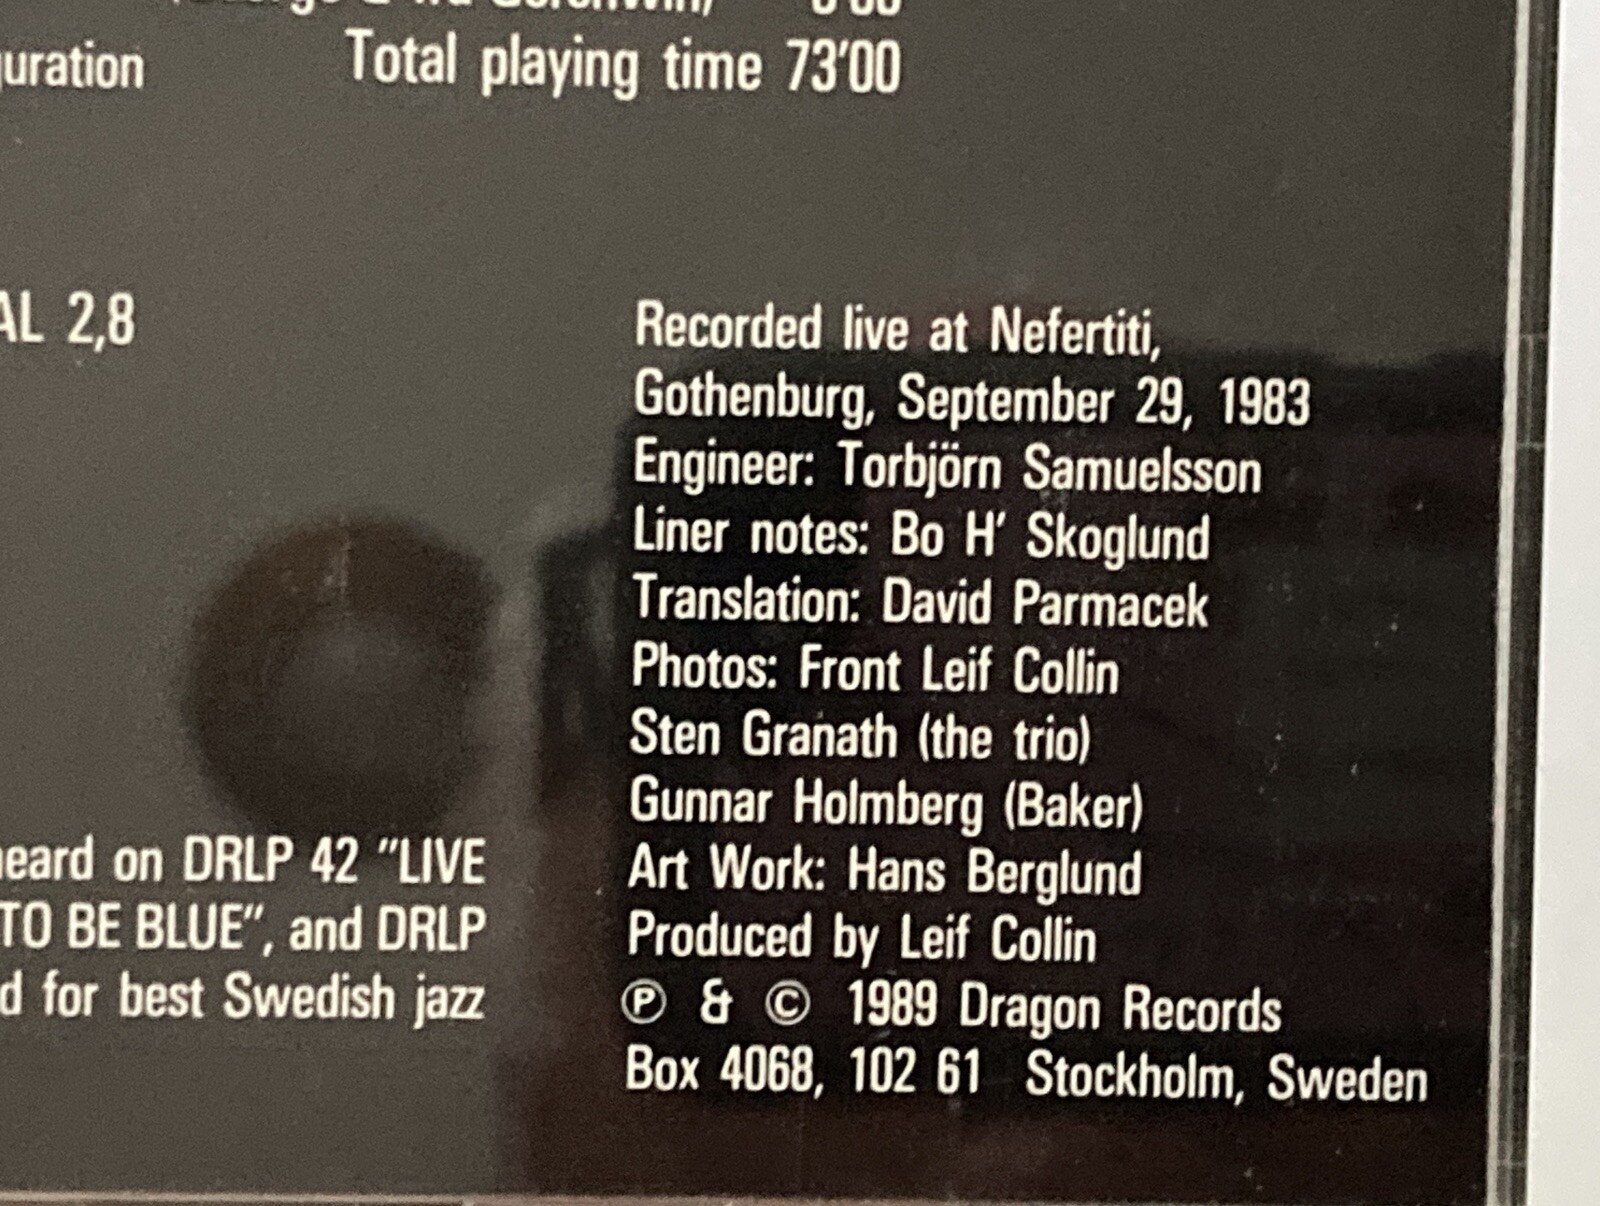 Gershwin)
guration
Total playing time 73'00
AL 2,8
Recorded live at Nefertiti,
Gothenburg, September 29, 1983
Engineer: Torbjörn Samuelsson
Liner notes: Bo H' Skoglund
Translation: David Parmacek
Photos: Front Leif Collin
Sten Granath (the trio)
Gunnar Holmberg (Baker)
Art Work: Hans Berglund
Produced by Leif Collin
Ⓟ & © 1989 Dragon Records
Box 4068, 102 61 Stockholm, Sweden
heard on DRLP 42 "LIVE
TO BE BLUE", and DRLP
d for best Swedish jazz